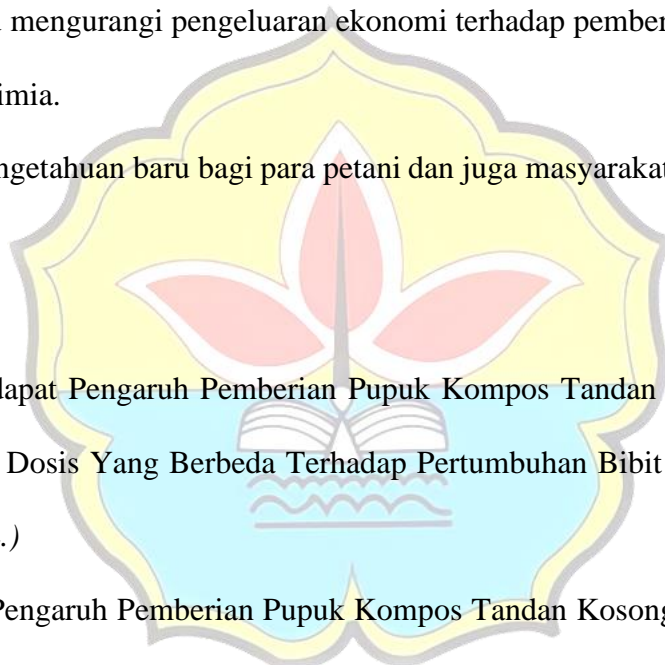 mengurangi pengeluaran ekonomi terhadap
imia.
ngetahuan baru bagi para petani dan juga masyarakat
dapat Pengaruh Pemberian Pupuk Kompos Tandan
Dosis Yang Berbeda Terhadap Pertumbuhan Bibit
.)
Pengaruh Pemberian Pupuk Kompos Tandan Kosong